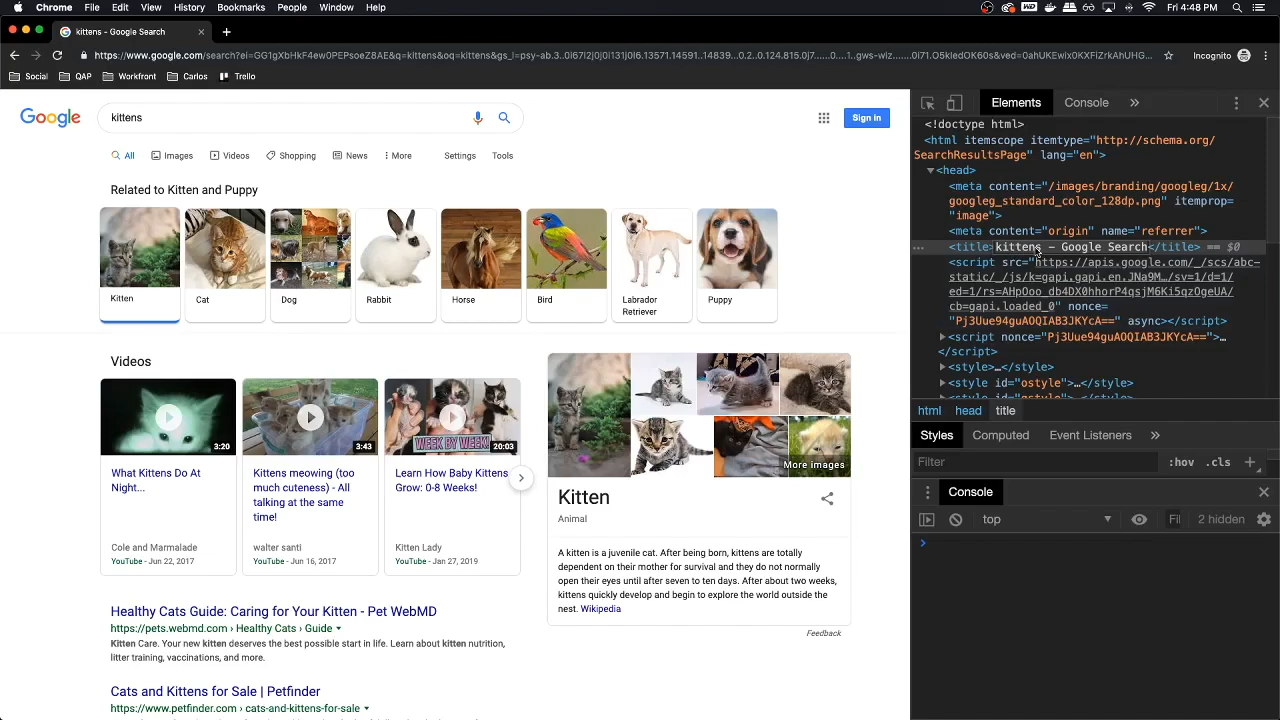 Chrome File Edit View History Bookmarks People Window Help
Fri 4:48 PM
kittens - Google Search
Incognito
Social QAP Workfront Carlos Trello
Google
kittens
Sign in
All Images Videos Shopping News More Settings Tools
Related to Kitten and Puppy
Kitten
Cat
Dog
Rabbit
Horse
Bird
Labrador
Retriever
Puppy
Videos
3:20
3:43
WEEK BY WEEK!
20:03
What Kittens Do At
Night...
Cole and Marmalade
YouTube - Jun 22, 2017
Kittens meowing (too
much cuteness) - All
talking at the same
time!
walter santi
YouTube - Jun 16, 2017
Learn How Baby Kittens
Grow: 0-8 Weeks!
Kitten Lady
YouTube - Jan 27, 2019
Healthy Cats Guide: Caring for Your Kitten - Pet WebMD
https://pets.webmd.com › Healthy Cats › Guide
Kitten Care. Your new kitten deserves the best possible start in life. Learn about kitten nutrition,
litter training, vaccinations, and more.
Cats and Kittens for Sale | Petfinder
https://www.petfinder.com › cats-and-kittens-for-sale
More images
Kitten
Animal
A kitten is a juvenile cat. After being born, kittens are totally
dependent on their mother for survival and they do not normally
open their eyes until after seven to ten days. After about two weeks,
kittens quickly develop and begin to explore the world outside the
nest. Wikipedia
Feedback
Elements Console »
<!doctype html>
<html itemscope itemtype="http://schema.org/
SearchResultsPage" lang="en">
<head>
<meta content="/images/branding/googleg/1x/
googleg_standard_color_128dp.png" itemprop=
"image">
<meta content="origin" name="referrer">
<title>kittens - Google Search</title> == $0
<script src="https://apis.google.com/_/scs/abc-
static/_/js/k=gapi.gapi.en.JNa9M…/sv=1/d=1/
cb=gapi.loaded_0" nonce=
async></script>
<script nonce="Pj3Uue94guAOQIAB3JKYcA==">…
</script>
<style>…</style>
<style id="ostyle">…</style>
<style id="gstyle">…</style>
html head title
Styles Computed Event Listeners »
Filter :hov .cls +
Console
top Fil 2 hidden